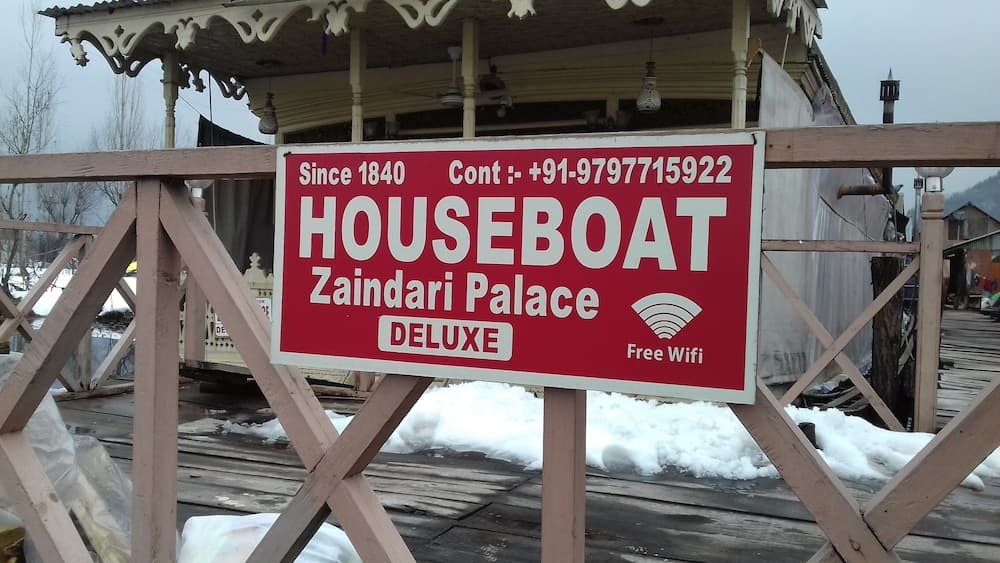 Since 1840 Cont :- +91-9797715922
HOUSEBOAT
Zaindari Palace
DELUXE
Free Wifi